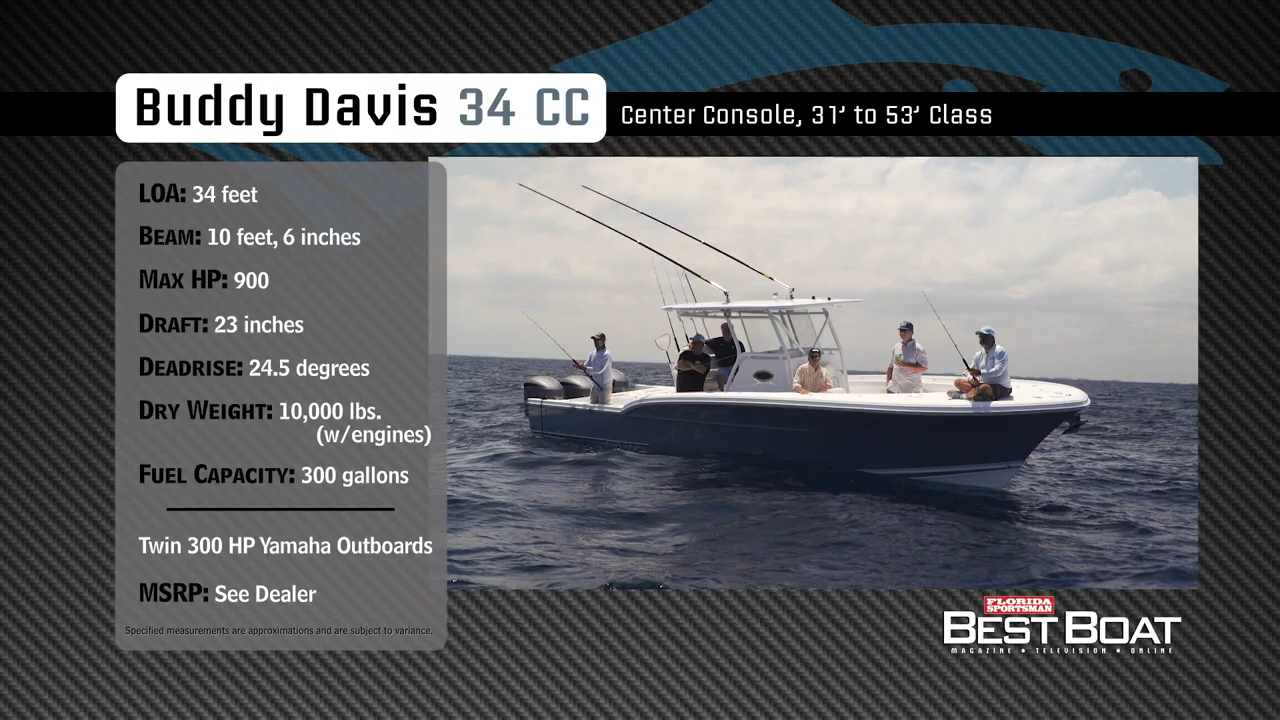 Buddy Davis 34 CC
Center Console, 31’ to 53’ Class
LOA: 34 feet
BEAM: 10 feet, 6 inches
MAX HP: 900
DRAFT: 23 inches
DEADRISE: 24.5 degrees
DRY WEIGHT: 10,000 lbs.
(w/engines)
FUEL CAPACITY: 300 gallons
Twin 300 HP Yamaha Outboards
MSRP: See Dealer
Specified measurements are approximations and are subject to variance.
FLORIDA
SPORTSMAN
BEST BOAT
MAGAZINE • TELEVISION • ONLINE